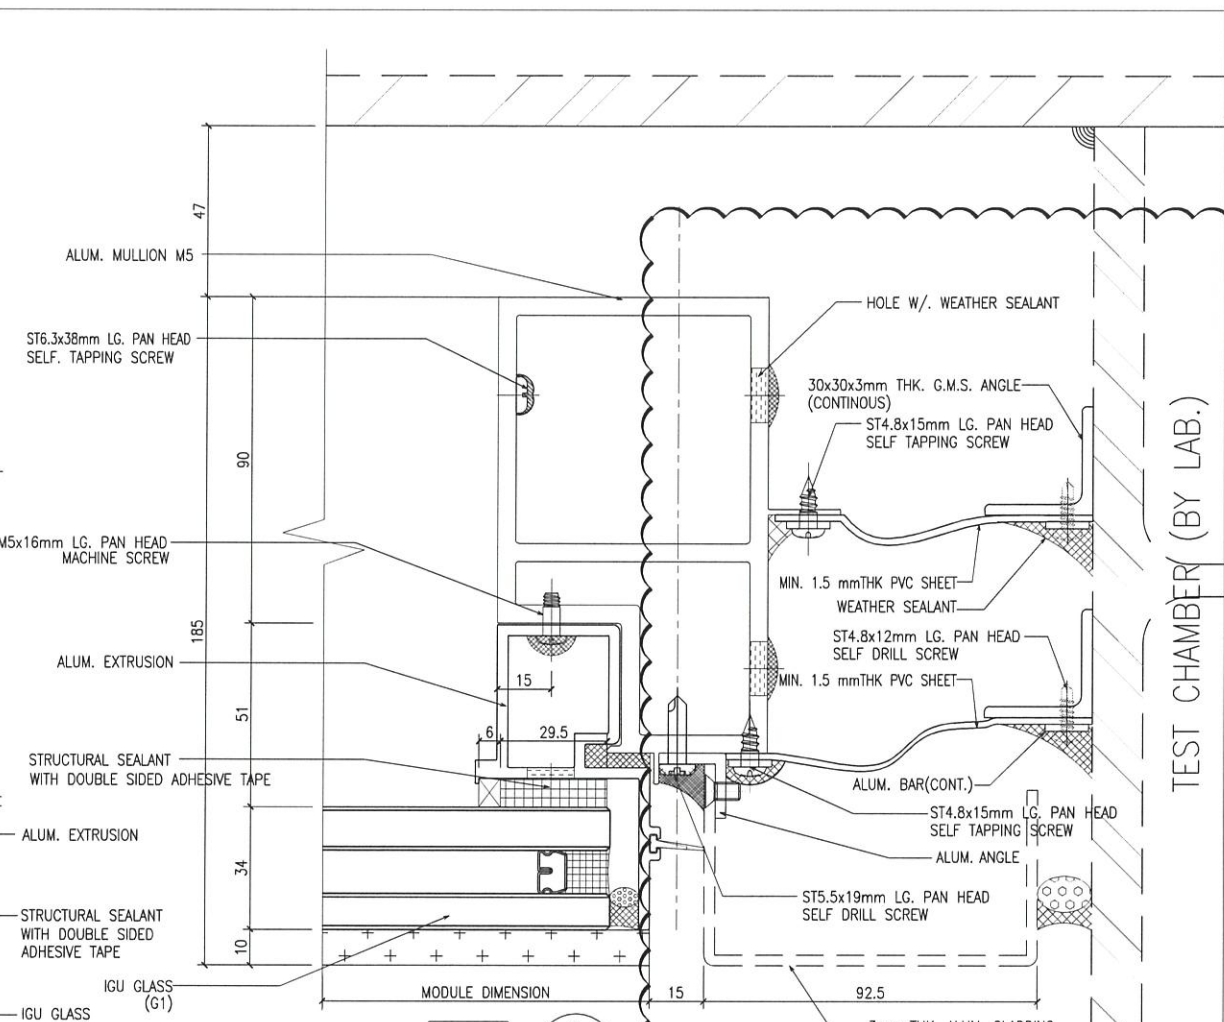 47
ALUM. MULLION M5
HOLE W/. WEATHER SEALANT
ST6.3x38mm LG. PAN HEAD
SELF. TAPPING SCREW
30x30x3mm THK. G.M.S. ANGLE
(CONTINOUS)
ST4.8x15mm LG. PAN HEAD
SELF TAPPING SCREW
90
M5x16mm LG. PAN HEAD
MACHINE SCREW
MIN. 1.5 mmTHK PVC SHEET
WEATHER SEALANT
185
ST4.8x12mm LG. PAN HEAD
SELF DRILL SCREW
ALUM. EXTRUSION
15
MIN. 1.5 mmTHK PVC SHEET
51
6
29.5
STRUCTURAL SEALANT
WITH DOUBLE SIDED ADHESIVE TAPE
ALUM. BAR(CONT.)
ST4.8x15mm LG. PAN HEAD
SELF TAPPING SCREW
ALUM. EXTRUSION
ALUM. ANGLE
34
ST5.5x19mm LG. PAN HEAD
SELF DRILL SCREW
STRUCTURAL SEALANT
WITH DOUBLE SIDED
ADHESIVE TAPE
10
IGU GLASS
(G1)
MODULE DIMENSION
15
92.5
IGU GLASS
TEST CHAMBER (BY LAB.)